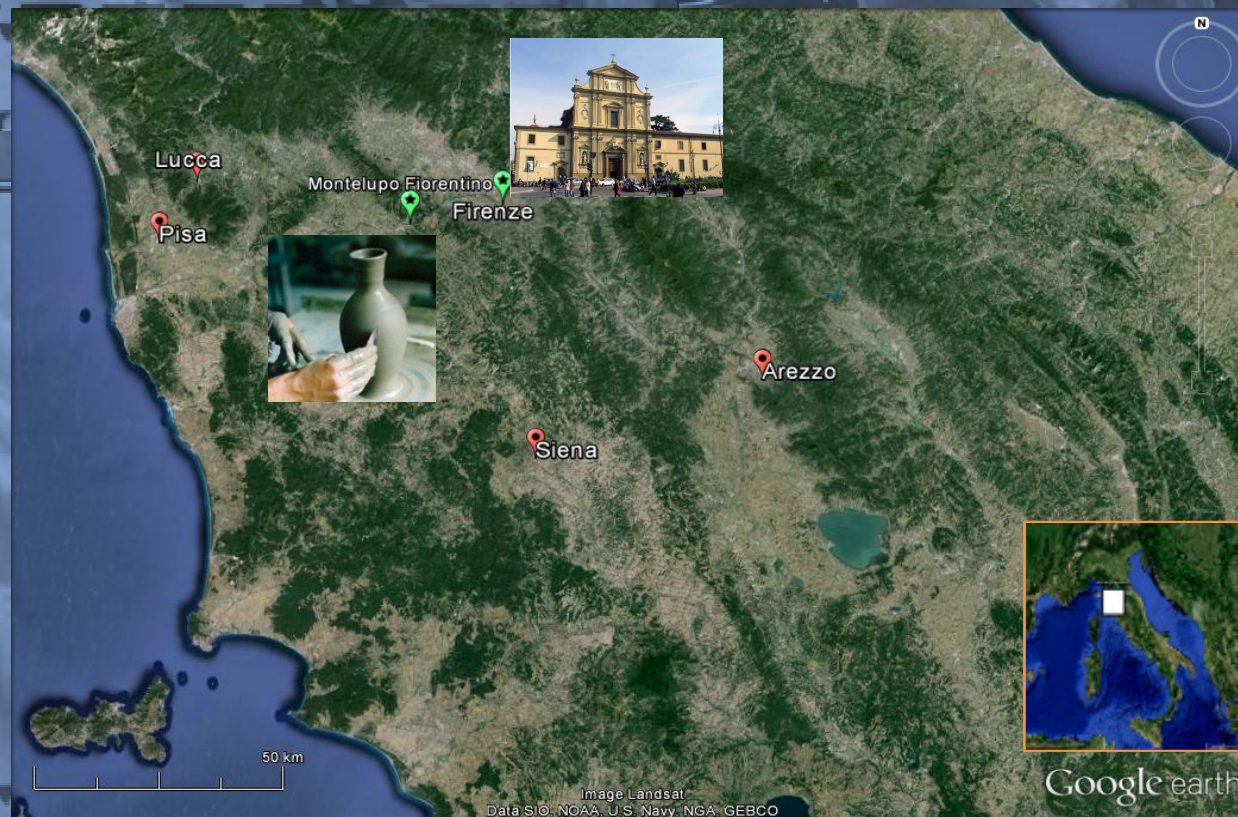 N
Lucca
Montelupo Fiorentino
Firenze
Pisa
Arezzo
Siena
50 km
Image Landsat
Data SIO, NOAA, U.S. Navy, NGA, GEBCO
Google earth